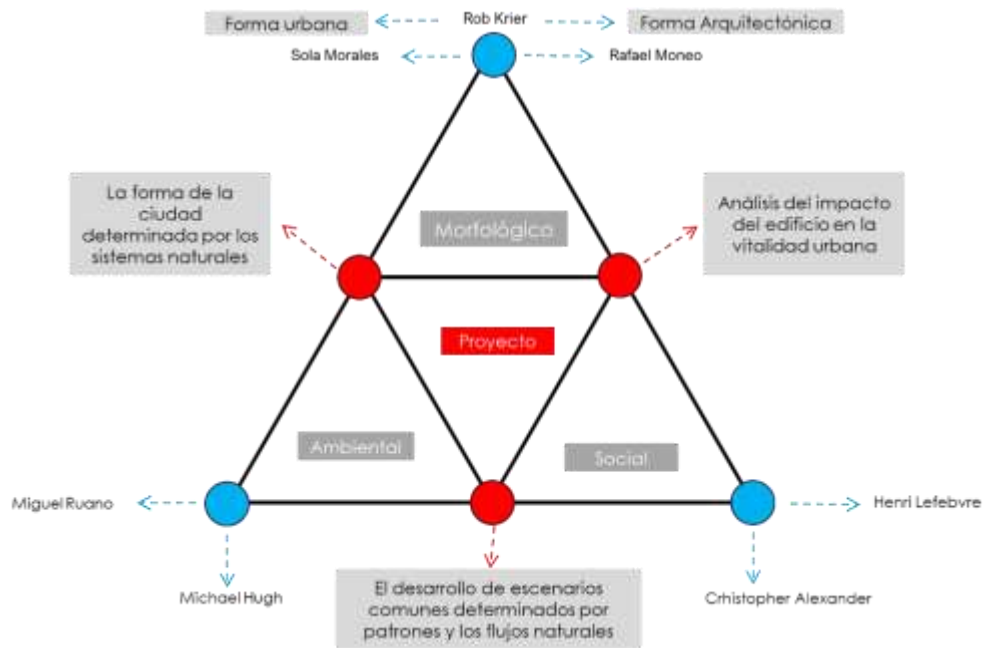 Rob Krier
Forma urbana
Forma Arquitectónica
Sola Morales
Rafael Moneo
La forma de la
ciudad
determinada por los
sistemas naturales
Análisis del impacto
del edificio en la
vitalidad urbana
Morfológico
Proyecto
Ambiental
Social
Miguel Ruano
Henri Lefebvre
Michael Hugh
El desarrollo de escenarios
comunes determinados por
patrones y los flujos naturales
Crhistopher Alexander